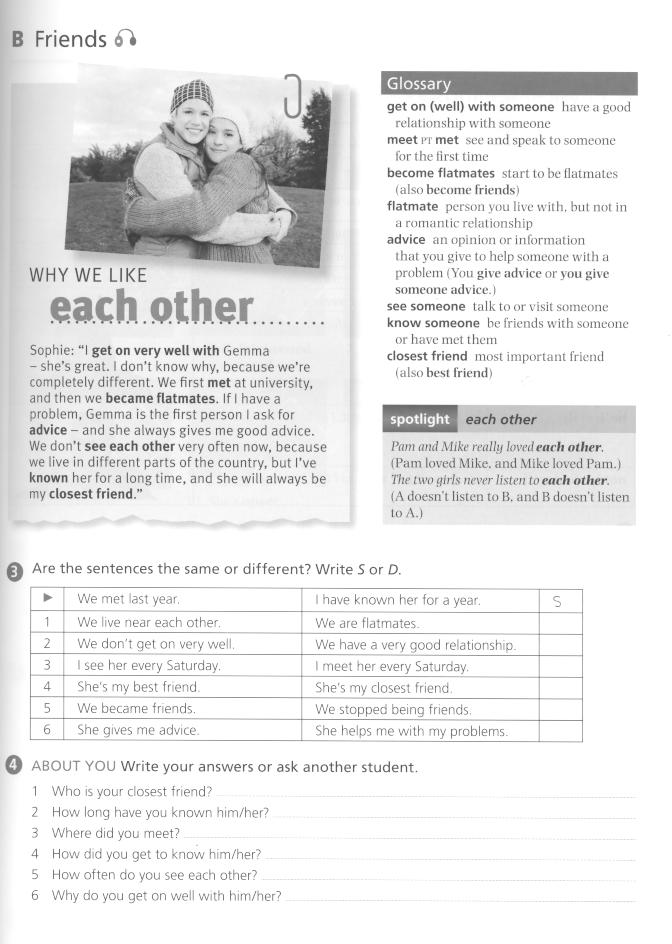 B Friends
WHY WE LIKE
each other
Sophie: "I get on very well with Gemma
– she's great. I don't know why, because we're
completely different. We first met at university,
and then we became flatmates. If I have a
problem, Gemma is the first person I ask for
advice – and she always gives me good advice.
We don't see each other very often now, because
we live in different parts of the country, but I've
known her for a long time, and she will always be
my closest friend."
Glossary
get on (well) with someone have a good
relationship with someone
meet PT met see and speak to someone
for the first time
become flatmates start to be flatmates
(also become friends)
flatmate person you live with, but not in
a romantic relationship
advice an opinion or information
that you give to help someone with a
problem (You give advice or you give
someone advice.)
see someone talk to or visit someone
know someone be friends with someone
or have met them
closest friend most important friend
(also best friend)
spotlight each other
Pam and Mike really loved each other.
(Pam loved Mike, and Mike loved Pam.)
The two girls never listen to each other.
(A doesn't listen to B, and B doesn't listen
to A.)
3 Are the sentences the same or different? Write S or D.
► We met last year. I have known her for a year. S
1 We live near each other. We are flatmates.
2 We don't get on very well. We have a very good relationship.
3 I see her every Saturday. I meet her every Saturday.
4 She's my best friend. She's my closest friend.
5 We became friends. We stopped being friends.
6 She gives me advice. She helps me with my problems.
4 ABOUT YOU Write your answers or ask another student.
1 Who is your closest friend?
2 How long have you known him/her?
3 Where did you meet?
4 How did you get to know him/her?
5 How often do you see each other?
6 Why do you get on well with him/her?